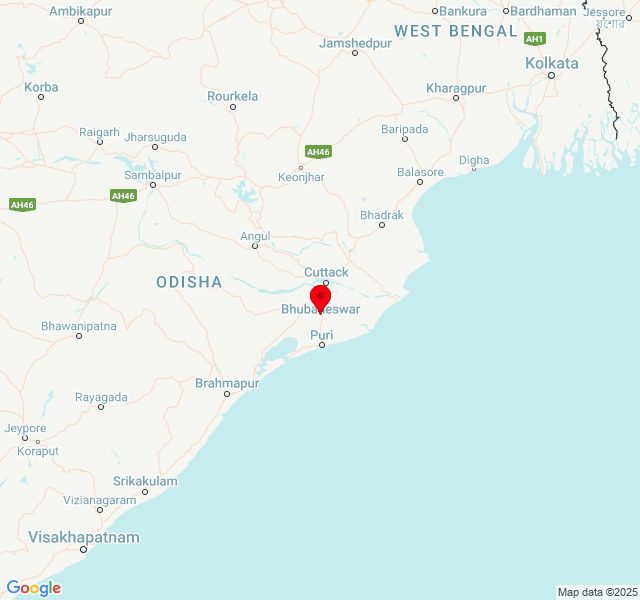 Ambikapur
Bankura
Bardhaman
Jessore
যশোর
WEST BENGAL
Jamshedpur
AH1
Kolkata
Korba
Rourkela
Kharagpur
Raigarh
Jharsuguda
Baripada
AH46
Sambalpur
Keonjhar
Digha
Balasore
AH46
AH46
Bhadrak
Angul
ODISHA
Cuttack
Bhubaneswar
Bhawanipatna
Puri
Brahmapur
Rayagada
Jeypore
Koraput
Srikakulam
Vizianagaram
Visakhapatnam
Google
Map data ©2025